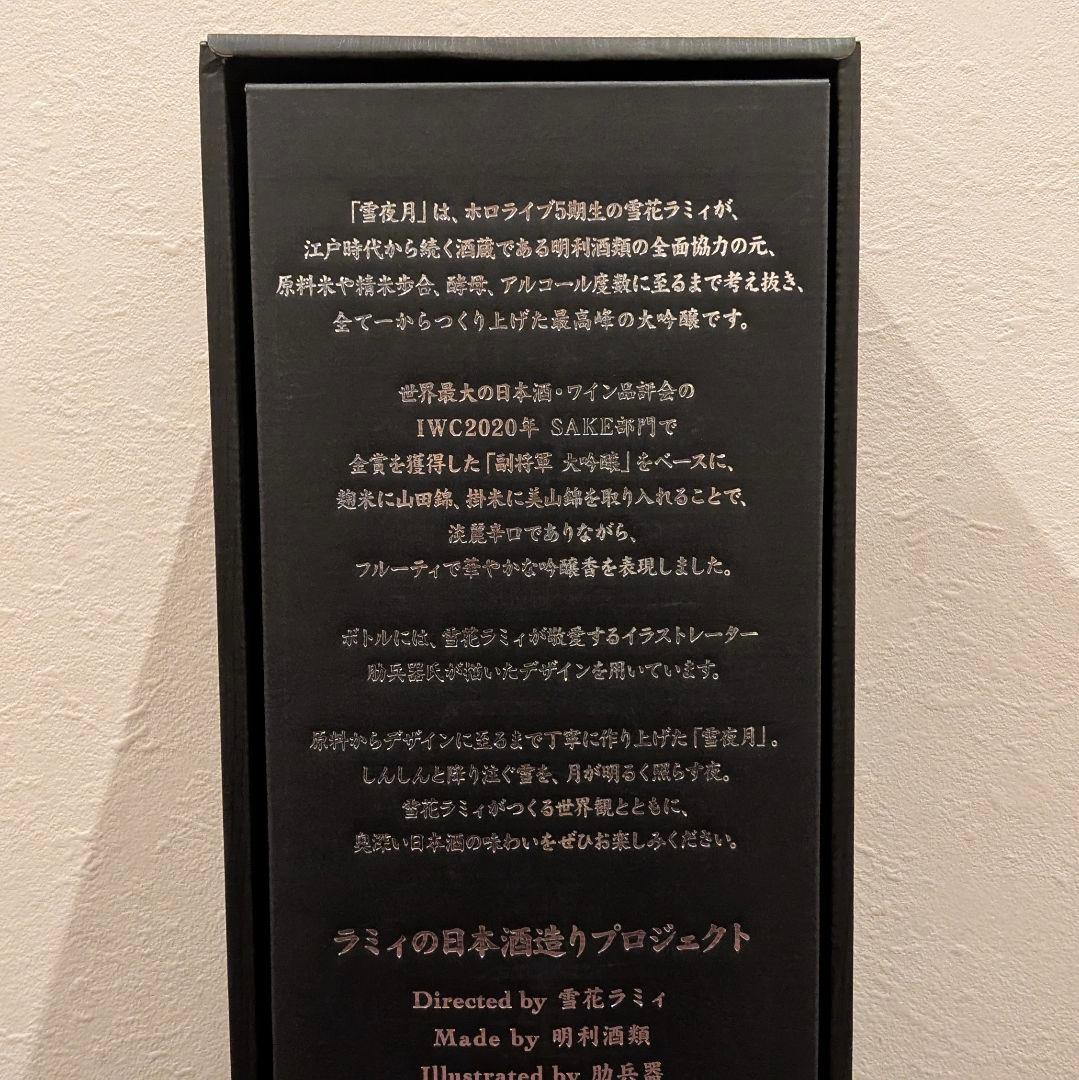 「雪夜月」は、ホロライブ5期生の雪花ラミィが、
江戸時代から続く酒蔵である明利酒類の全面協力の元、
原料米や精米歩合、酵母、アルコール度数に至るまで考え抜き、
全て一からつくり上げた最高峰の大吟醸です。
世界最大の日本酒・ワイン品評会の
IWC2020年 SAKE部門で
金賞を獲得した「副将軍 大吟醸」をベースに、
麹米に山田錦、掛米に美山錦を取り入れることで、
淡麗辛口でありながら、
フルーティで華やかな吟醸香を表現しました。
ボトルには、雪花ラミィが敬愛するイラストレーター
肋兵器氏が描いたデザインを用いています。
原料からデザインに至るまで丁寧に作り上げた「雪夜月」。
しんしんと降り注ぐ雪を、月が明るく照らす夜。
雪花ラミィがつくる世界観とともに、
奥深い日本酒の味わいをぜひお楽しみください。
ラミィの日本酒造りプロジェクト
Directed by 雪花ラミィ
Made by 明利酒類
Illustrated by 肋兵器